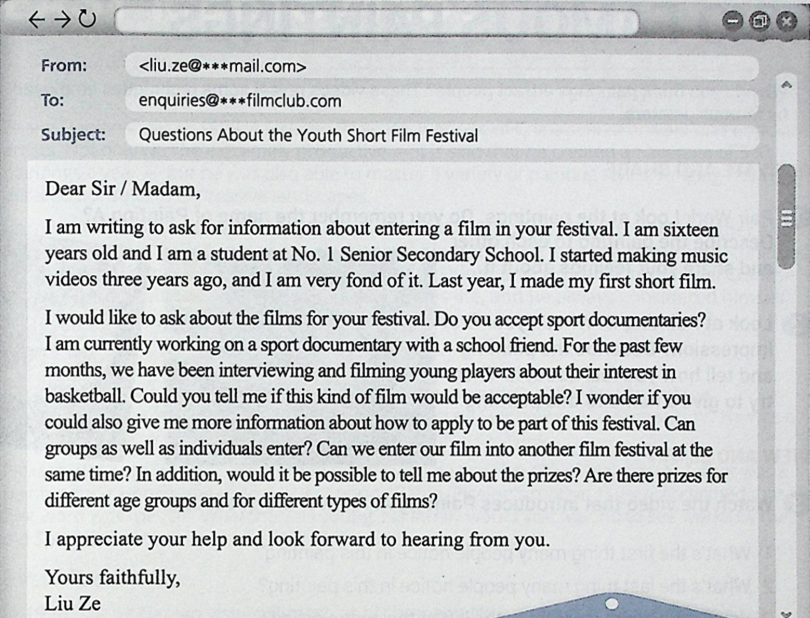 From: <liu.ze@***mail.com>
To: enquiries@***filmclub.com
Subject: Questions About the Youth Short Film Festival
Dear Sir / Madam,
I am writing to ask for information about entering a film in your festival. I am sixteen
years old and I am a student at No. 1 Senior Secondary School. I started making music
videos three years ago, and I am very fond of it. Last year, I made my first short film.
I would like to ask about the films for your festival. Do you accept sport documentaries?
I am currently working on a sport documentary with a school friend. For the past few
months, we have been interviewing and filming young players about their interest in
basketball. Could you tell me if this kind of film would be acceptable? I wonder if you
could also give me more information about how to apply to be part of this festival. Can
groups as well as individuals enter? Can we enter our film into another film festival at the
same time? In addition, would it be possible to tell me about the prizes? Are there prizes for
different age groups and for different types of films?
I appreciate your help and look forward to hearing from you.
Yours faithfully,
Liu Ze